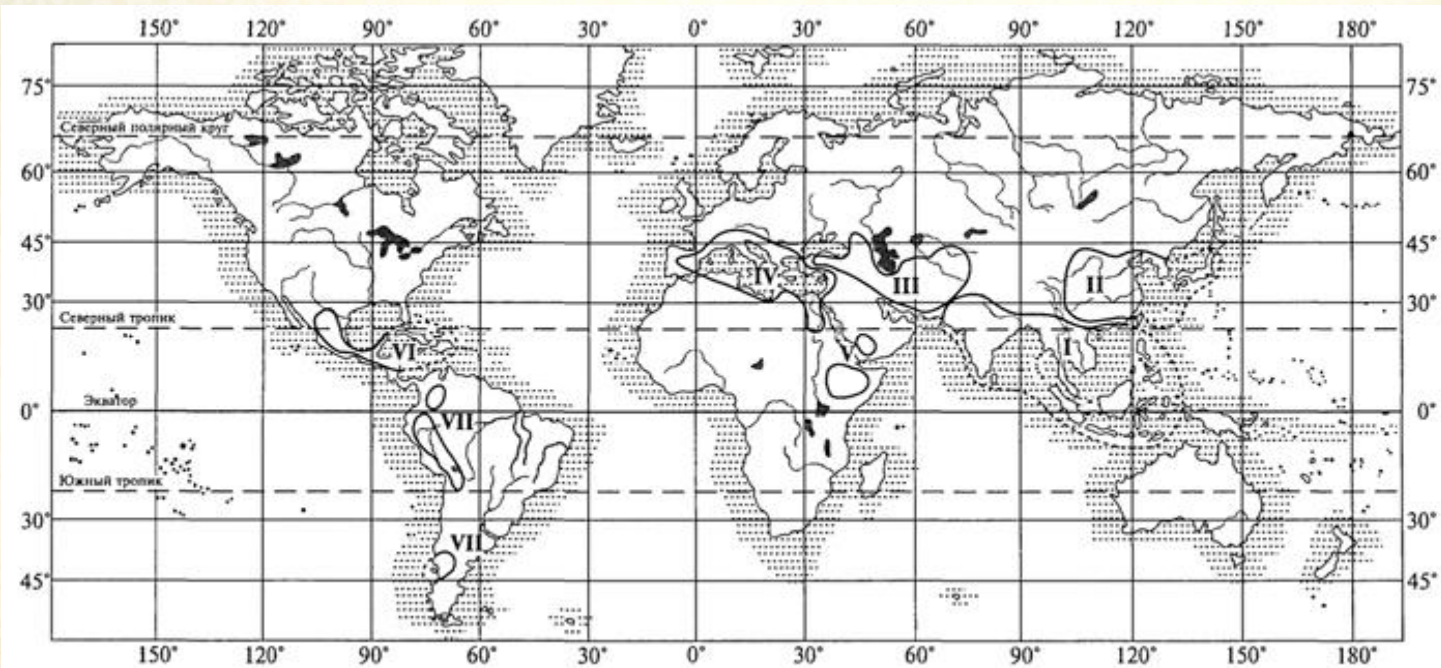 150° 120° 90° 60° 30° 0° 30° 60° 90° 120° 150° 180°
75° 75°
Северный полярный круг
60° 60°
45° 45°
IV III II
30° 30°
Северный тропик
VI V I
Экватор
0° 0°
VII
Южный тропик
30° 30°
VII
45° 45°
150° 120° 90° 60° 30° 0° 30° 60° 90° 120° 150° 180°